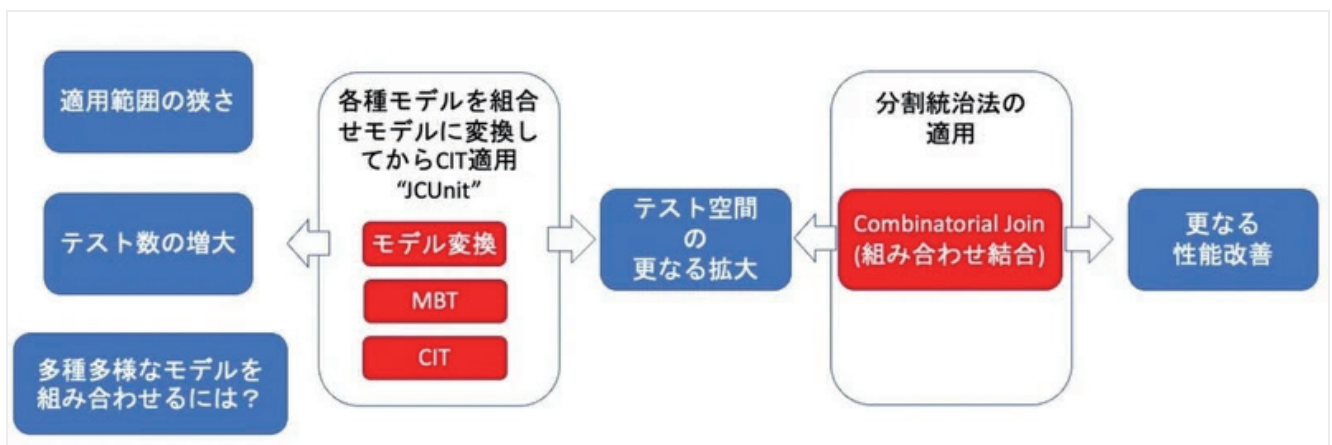 適用範囲の狭さ
テスト数の増大
多種多様なモデルを
組み合わせるには？
各種モデルを組合
せモデルに変換し
てからCIT適用
“JCUnit”
モデル変換
MBT
CIT
テスト空間
の
更なる拡大
分割統治法の
適用
Combinatorial Join
(組み合わせ結合)
更なる
性能改善